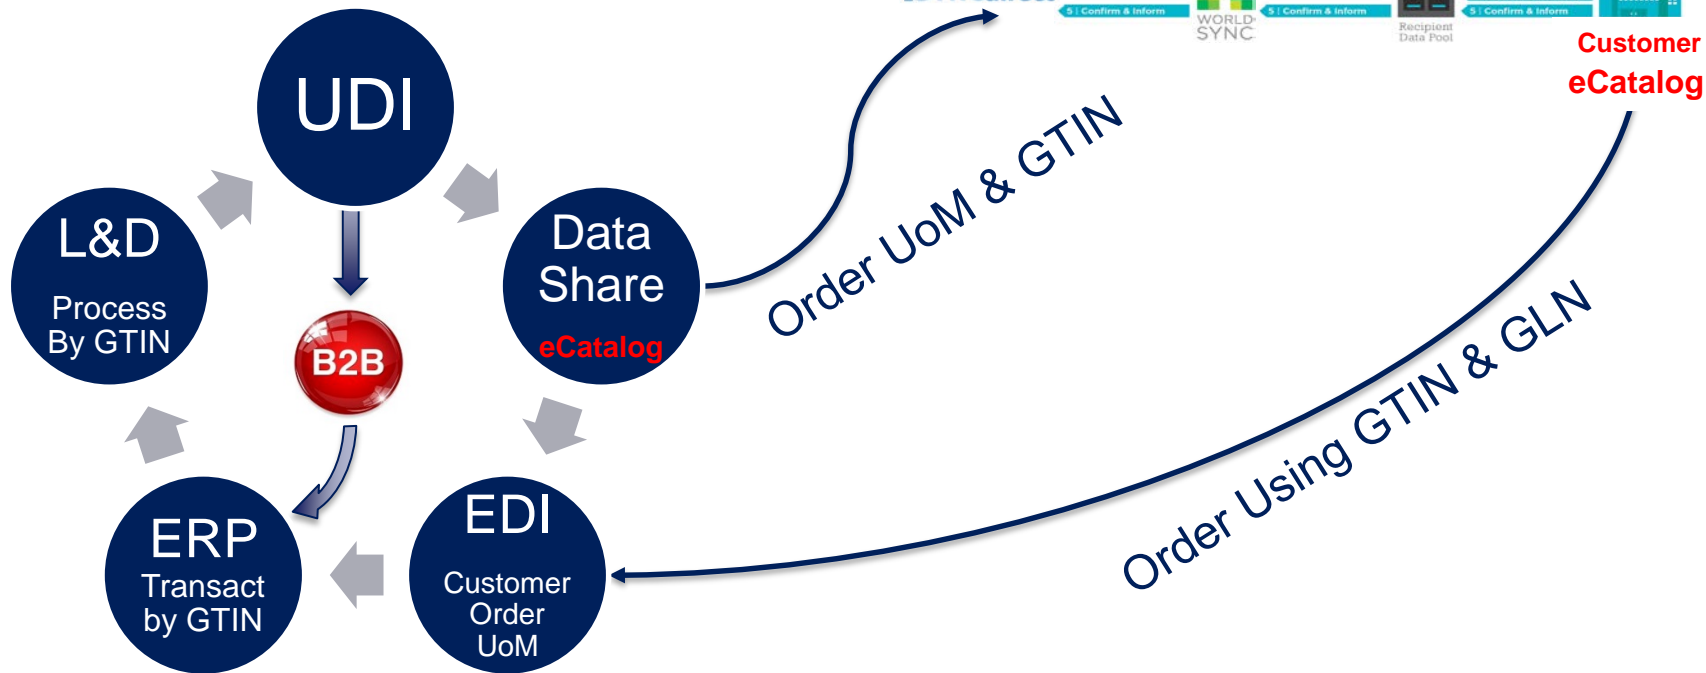 5 | Confirm & Inform
5 | Confirm & Inform
5 | Confirm & Inform
WORLD
SYNC
Recipient
Data Pool
Customer
eCatalog
UDI
Order UoM & GTIN
L&D
Process
By GTIN
Data
Share
eCatalog
B2B
Order Using GTIN & GLN
ERP
Transact
by GTIN
EDI
Customer
Order
UoM